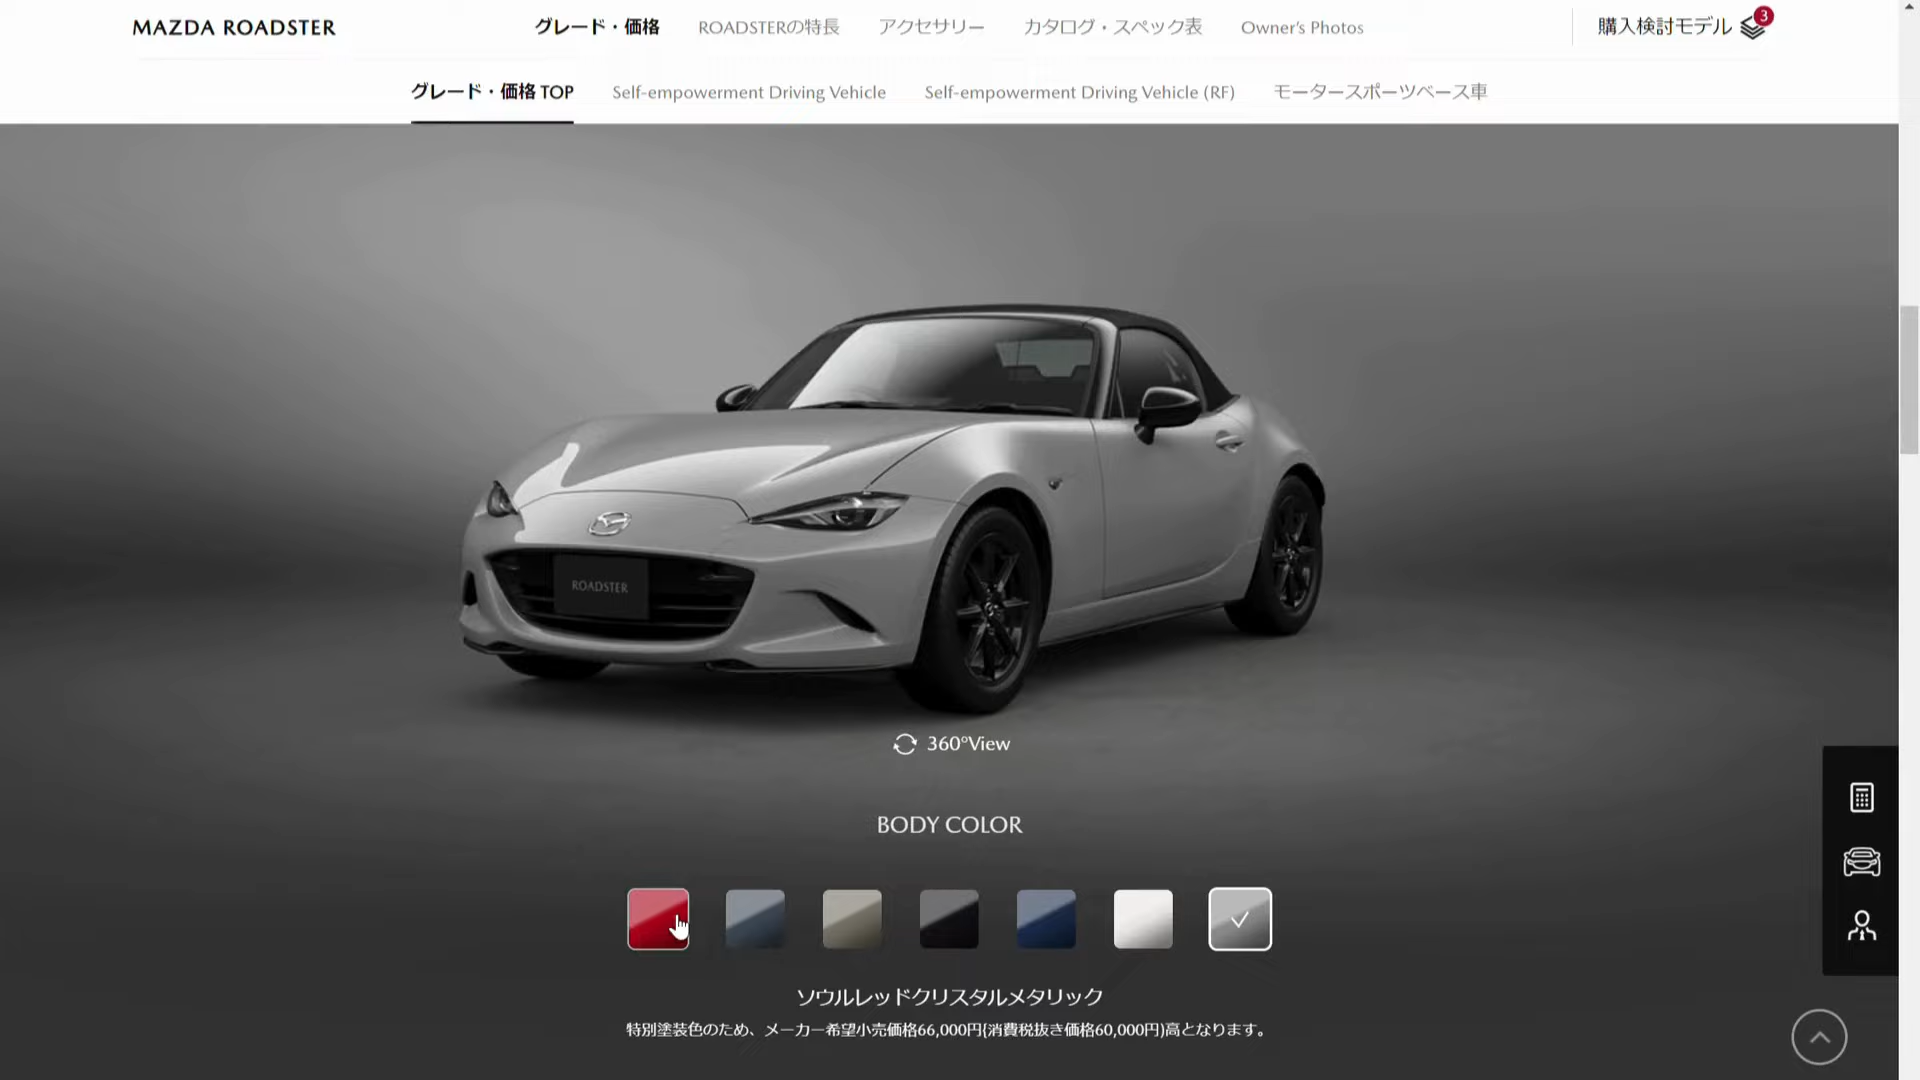 MAZDA ROADSTER
グレード・価格
ROADSTERの特長
アクセサリー
カタログ・スペック表
Owner's Photos
購入検討モデル
3
グレード・価格 TOP
Self-empowerment Driving Vehicle
Self-empowerment Driving Vehicle (RF)
モータースポーツベース車
ROADSTER
360°View
BODY COLOR
ソウルレッドクリスタルメタリック
特別塗装色のため、メーカー希望小売価格66,000円{消費税抜き価格60,000円)高となります。